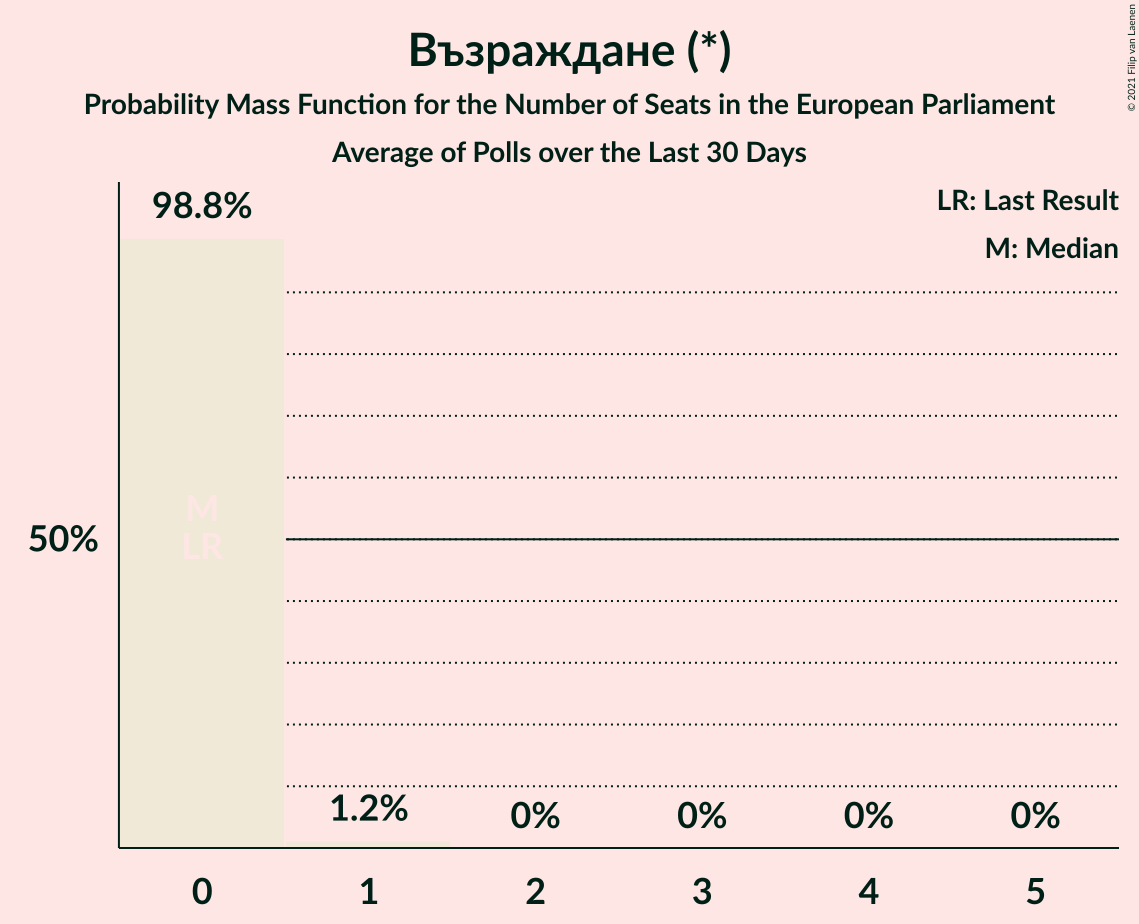 Възраждане (*)
Probability Mass Function for the Number of Seats in the European Parliament
Average of Polls over the Last 30 Days
© 2021 Filip van Laenen
98.8%
LR: Last Result
M: Median
M
50%
LR
1.2%
0%
0%
0%
0%
0
1
2
3
4
5